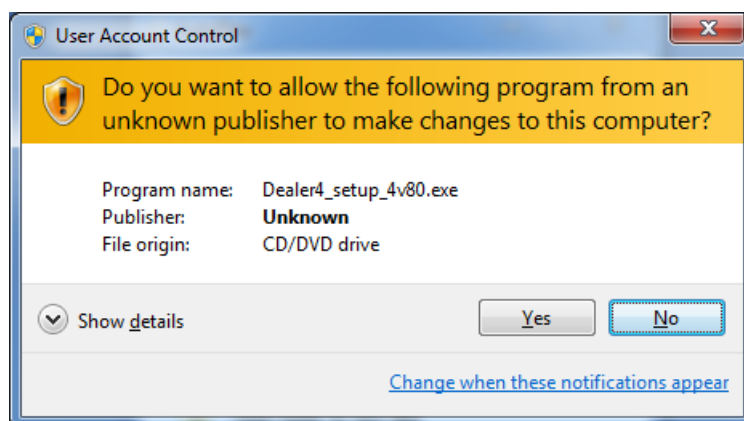 User Account Control
Do you want to allow the following program from an
unknown publisher to make changes to this computer?
Program name: Dealer4_setup_4v80.exe
Publisher: Unknown
File origin: CD/DVD drive
Show details
Yes
No
Change when these notifications appear